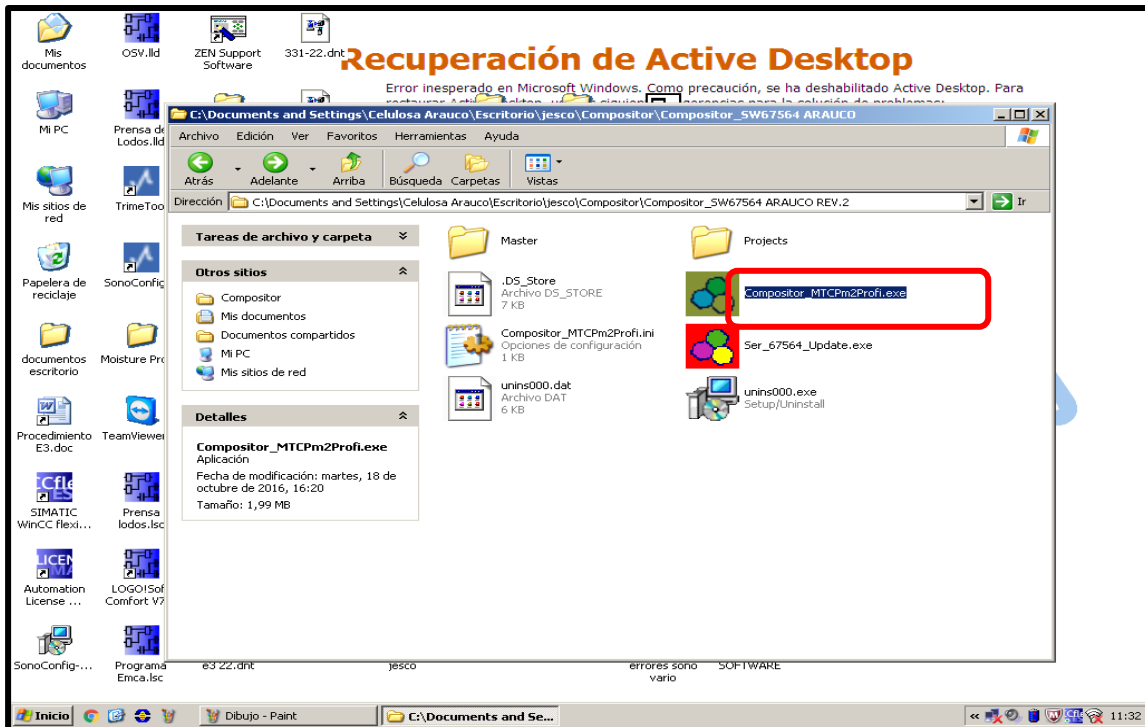 Mis documentos
OSV.lld
ZEN Support Software
331-22.dnt
Recuperación de Active Desktop
Error inesperado en Microsoft Windows. Como precaución, se ha deshabilitado Active Desktop. Para
Mi PC
Prensa de Lodos.lld
Mis sitios de red
TrimeToo
Papelera de reciclaje
SonoConfig
documentos escritorio
Moisture Pro
Procedimiento E3.doc
TeamViewer
CCfle
ES
SIMATIC WinCC flexi...
Prensa lodos.lsc
LICEN
Automation License ...
LOGO!Sof Comfort V7
SonoConfig-...
Programa Emca.lsc
C:\Documents and Settings\Celulosa Arauco\Escritorio\jesco\Compositor\Compositor_SW67564 ARAUCO
Archivo Edición Ver Favoritos Herramientas Ayuda
Atrás Adelante Arriba Búsqueda Carpetas Vistas
Dirección C:\Documents and Settings\Celulosa Arauco\Escritorio\jesco\Compositor\Compositor_SW67564 ARAUCO REV.2 Ir
Tareas de archivo y carpeta
Otros sitios
Compositor
Mis documentos
Documentos compartidos
Mi PC
Mis sitios de red
Detalles
Compositor_MTCPm2Profi.exe
Aplicación
Fecha de modificación: martes, 18 de
octubre de 2016, 16:20
Tamaño: 1,99 MB
Master
Projects
.DS_Store
Archivo DS_STORE
7 KB
Compositor_MTCPm2Profi.exe
Compositor_MTCPm2Profi.ini
Opciones de configuración
1 KB
Ser_67564_Update.exe
unins000.dat
Archivo DAT
6 KB
unins000.exe
Setup/Uninstall
e3 22.dnt
jesco
errores sono vario
SOFTWARE
Inicio
Dibujo - Paint
C:\Documents and Se...
11:32